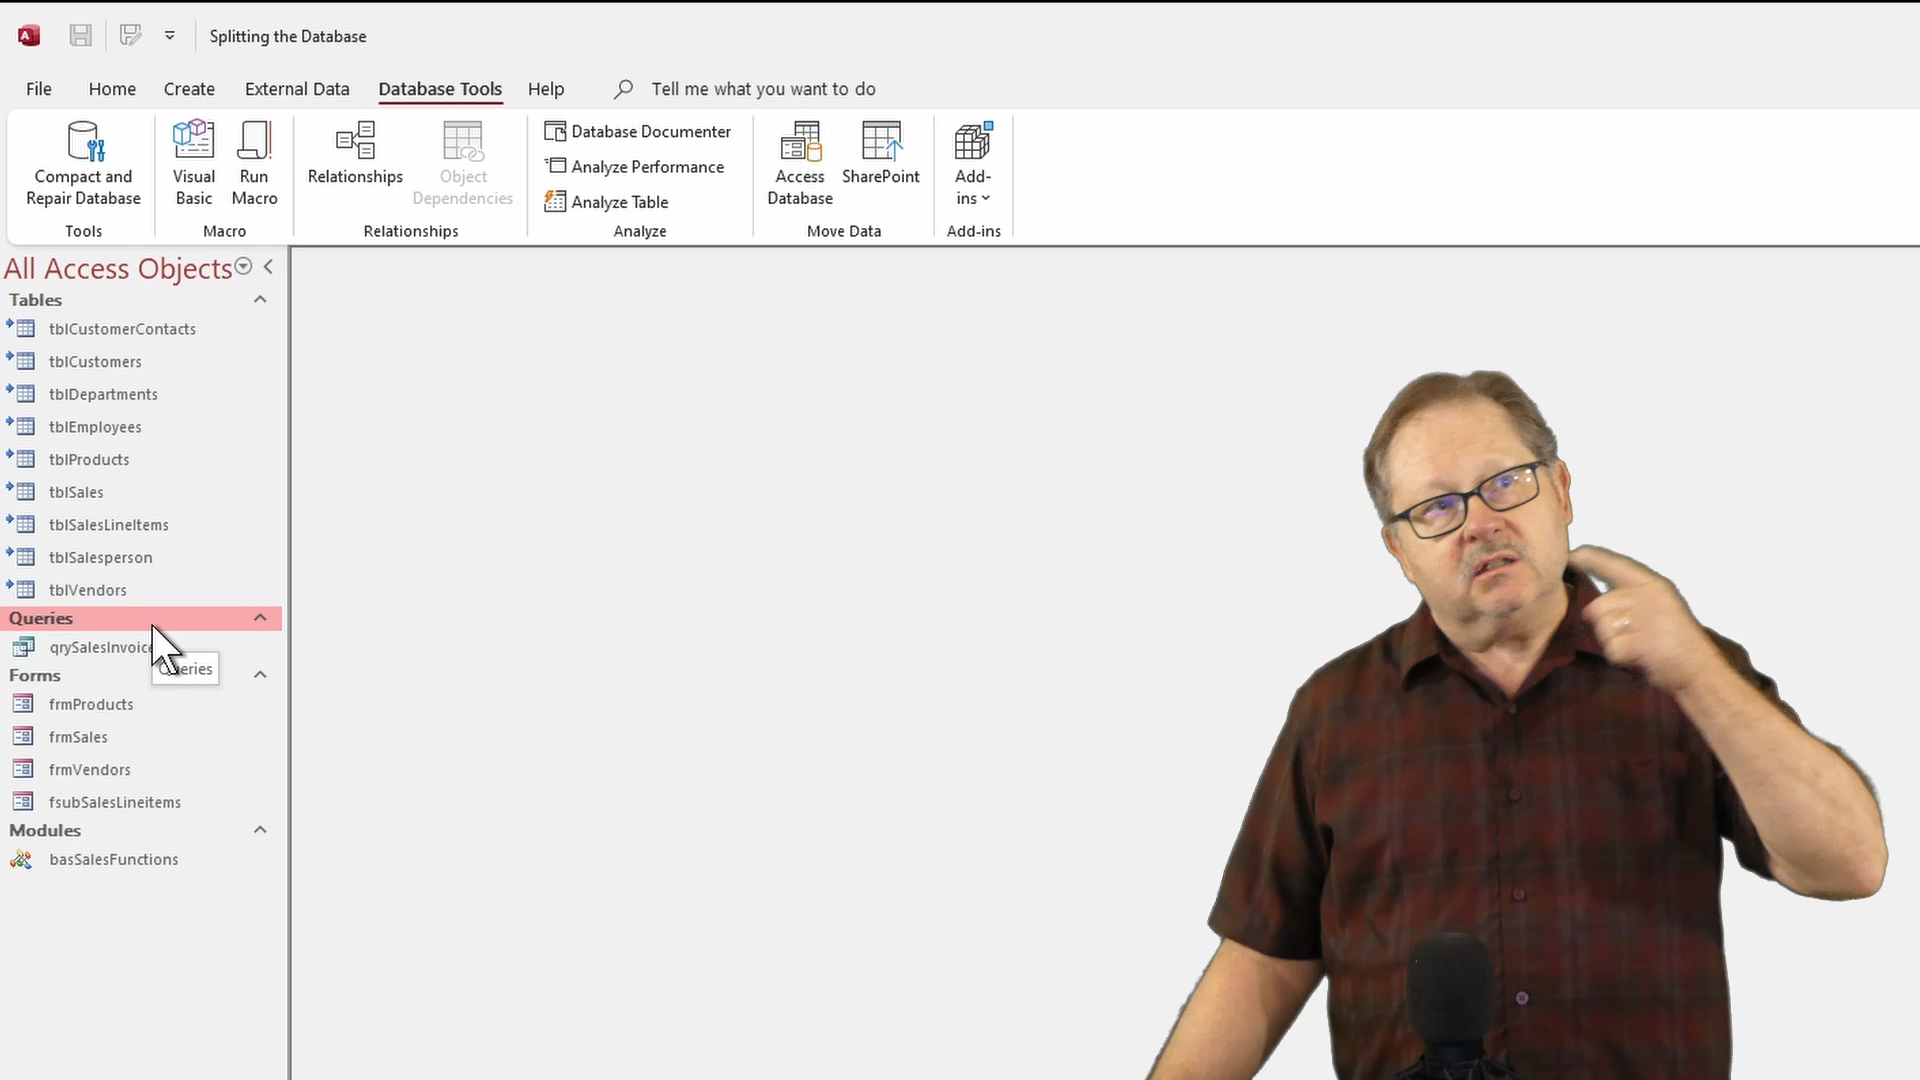 A
Splitting the Database
File Home Create External Data Database Tools Help Tell me what you want to do
Compact and Repair Database
Visual Basic
Run Macro
Relationships
Object Dependencies
Database Documenter
Analyze Performance
Analyze Table
Access Database
SharePoint
Add-ins
Tools Macro Relationships Analyze Move Data Add-ins
All Access Objects
Tables
tblCustomerContacts
tblCustomers
tblDepartments
tblEmployees
tblProducts
tblSales
tblSalesLineItems
tblSalesperson
tblVendors
Queries
qrySalesInvoice
Queries
Forms
frmProducts
frmSales
frmVendors
fsubSalesLineitems
Modules
basSalesFunctions